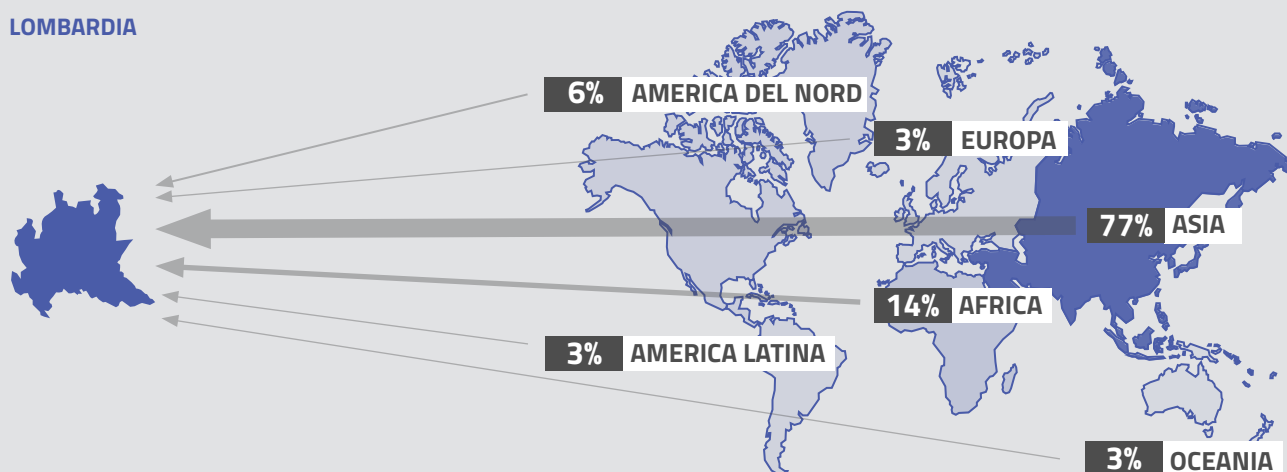 LOMBARDIA
6% AMERICA DEL NORD
3% EUROPA
77% ASIA
14% AFRICA
3% AMERICA LATINA
3% OCEANIA